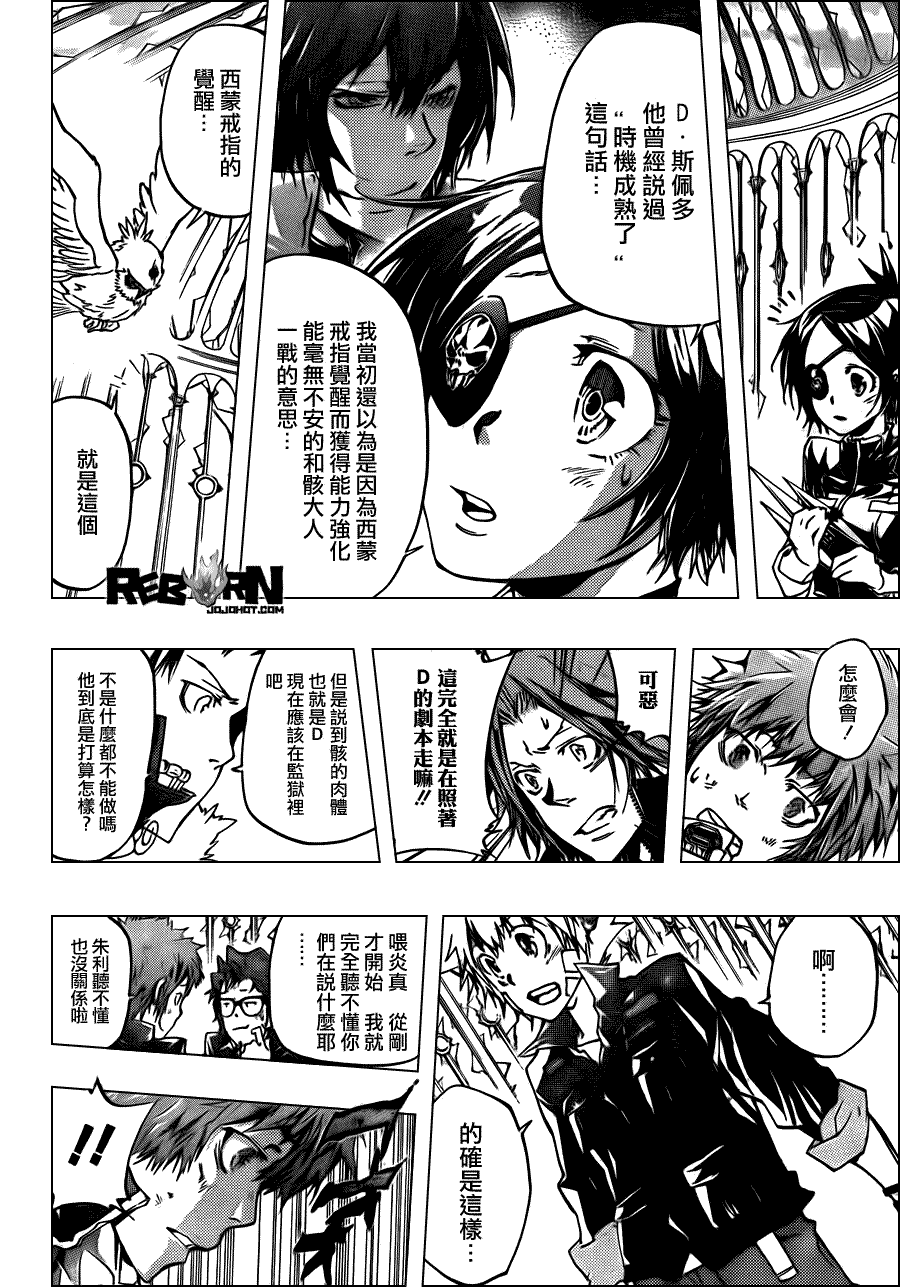 D・斯佩多
他曾經說過
“時機成熟了“
這句話…
我當初還以為是因為西蒙
戒指覺醒而獲得能力強化
能毫無不安的和骸大人
一戰的意思…
西蒙戒指的
覺醒…
就是這個
REBORN
JOJOHOT.COM
怎麼會!
可惡
這完全就是在照著
D的劇本走嘛!!
但是說到骸的肉體
也就是D
現在應該在監獄裡
吧
不是什麼都不能做嗎
他到底是打算怎樣?
啊………
的確是這樣…
喂炎真 從剛
才開始 我就
完全聽不懂你
們在說什麼耶
……
朱利聽不懂
也沒關係啦
!!